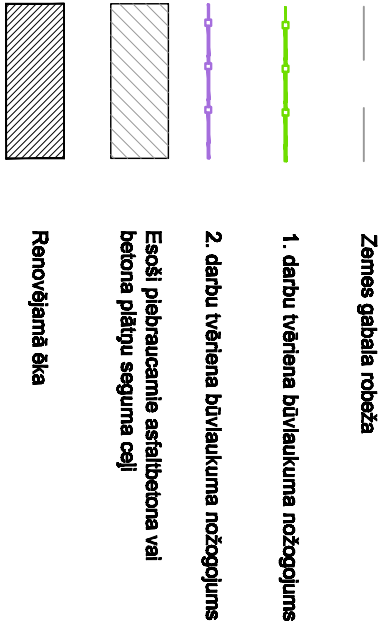 Zemes gabala robeža
1. darbu tvēriena būvlaukuma nožogojums
2. darbu tvēriena būvlaukuma nožogojums
Esoši piebraucamie asfaltbetona vai
betona plātņu seguma ceļi
Renovējamā ēka